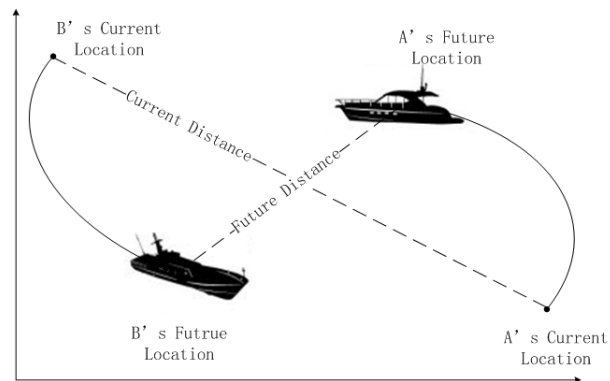 B's Current
Location
A's Future
Location
Current Distance
Future Distance
B's Futrue
Location
A's Current
Location